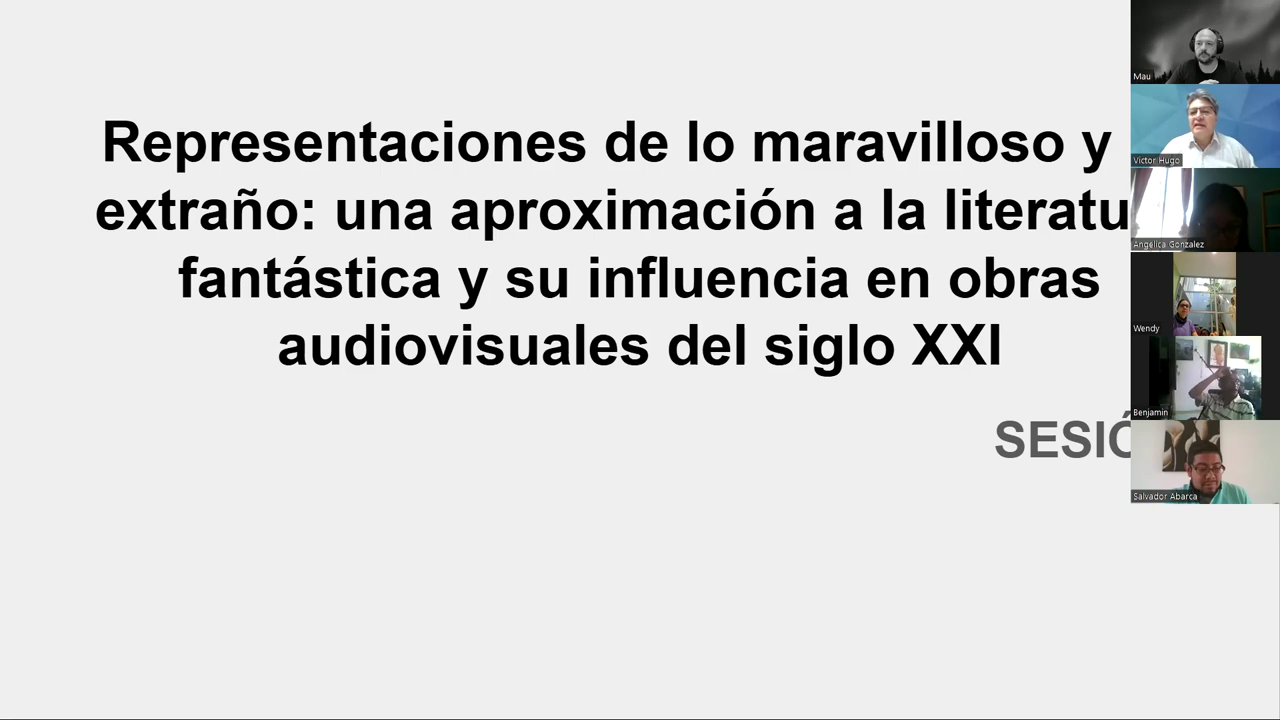 Representaciones de lo maravilloso y
extraño: una aproximación a la literatu
fantástica y su influencia en obras
audiovisuales del siglo XXI
SESIÓ
Mau
Víctor Hugo
Angelica Gonzalez
Wendy
Benjamin
Salvador Abarca